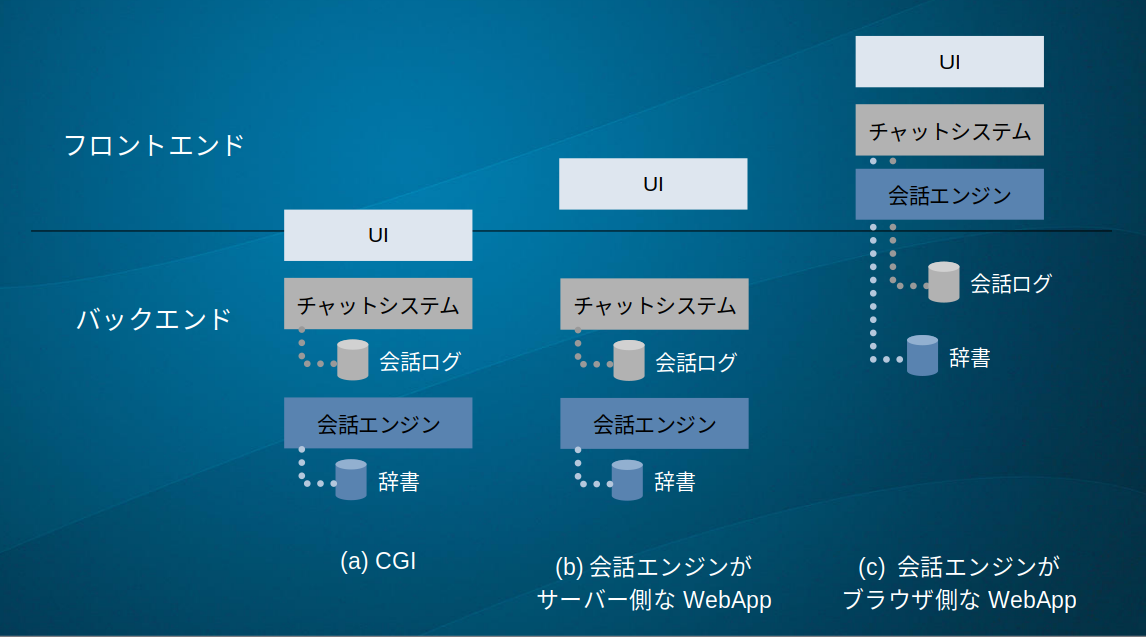 フロントエンド
バックエンド
UI
チャットシステム
会話ログ
会話エンジン
辞書
(a) CGI
UI
チャットシステム
会話ログ
会話エンジン
辞書
(b) 会話エンジンが
サーバー側な WebApp
UI
チャットシステム
会話エンジン
会話ログ
辞書
(c) 会話エンジンが
ブラウザ側な WebApp